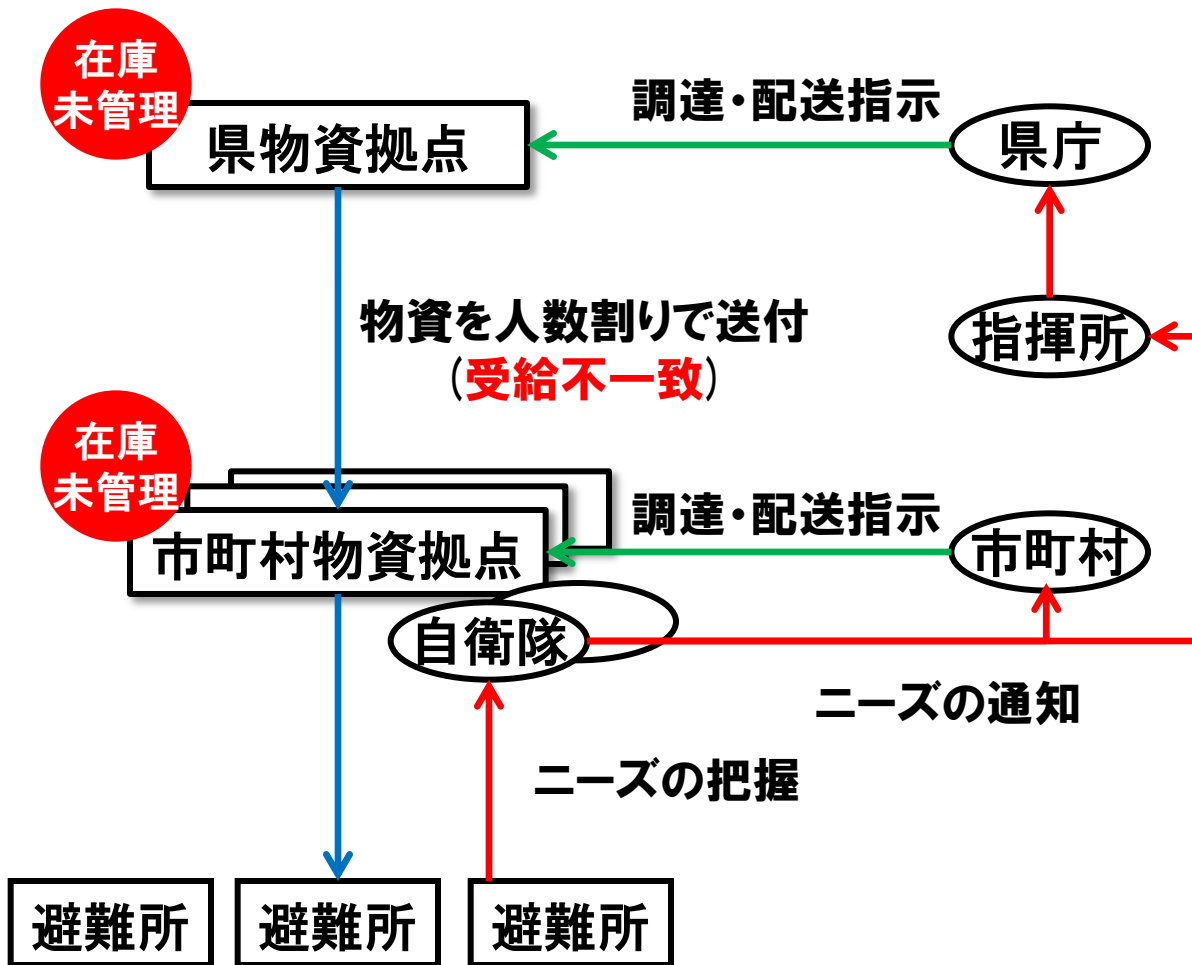 在庫
未管理
県物資拠点
調達・配送指示
県庁
物資を人数割りで送付
(受給不一致)
指揮所
在庫
未管理
市町村物資拠点
調達・配送指示
市町村
自衛隊
ニーズの通知
ニーズの把握
避難所
避難所
避難所